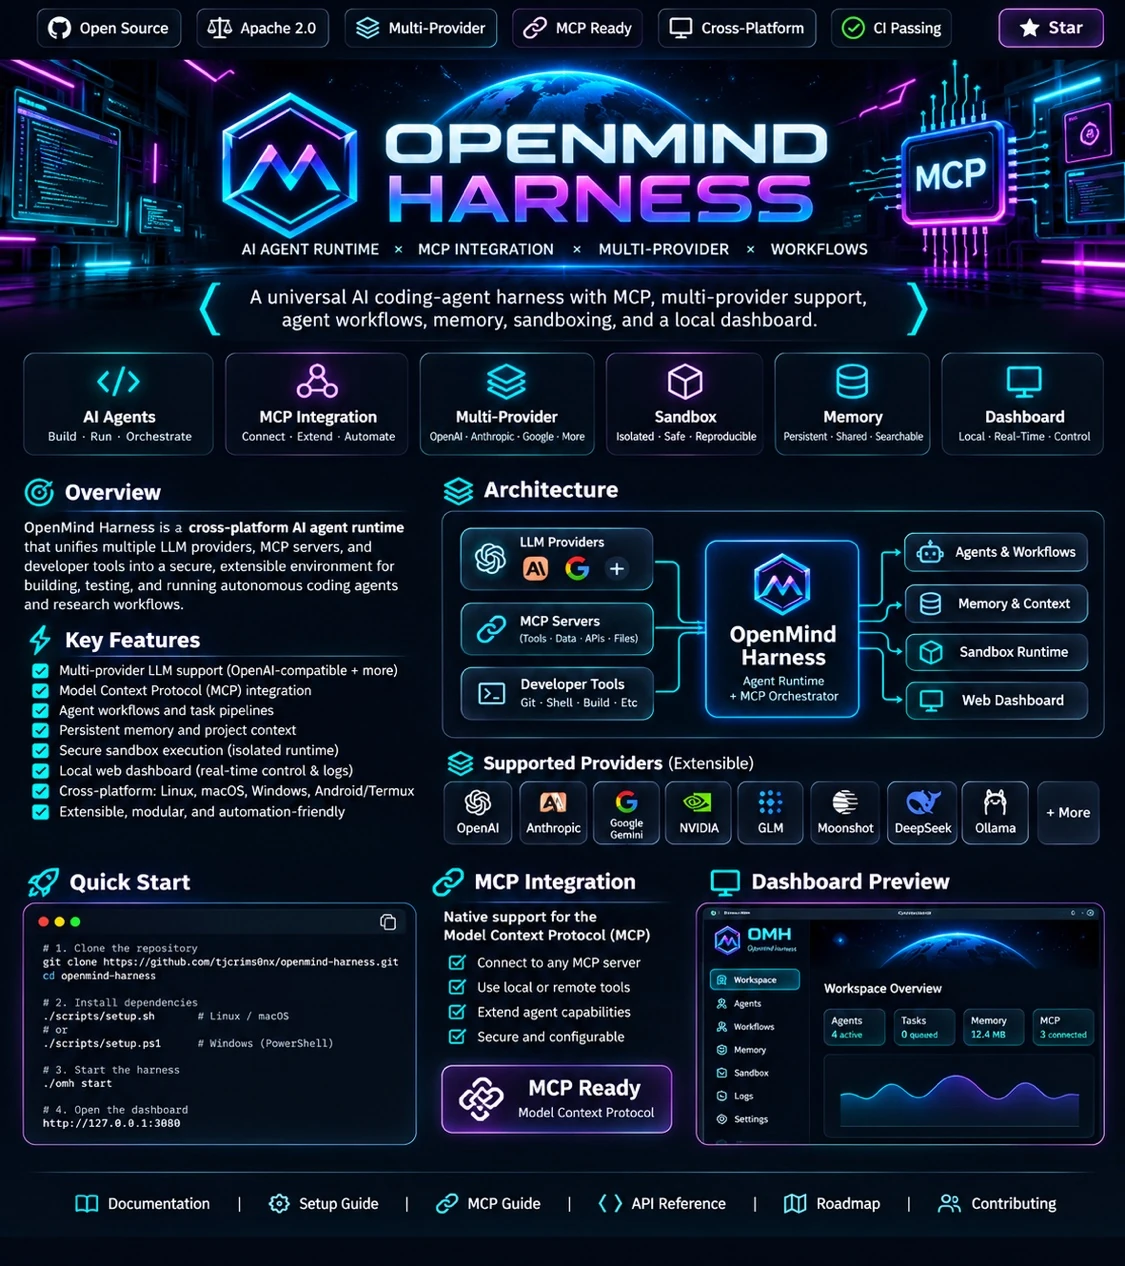 Open Source
Apache 2.0
Multi-Provider
MCP Ready
Cross-Platform
CI Passing
Star
OPENMIND
HARNESS
MCP
AI AGENT RUNTIME × MCP INTEGRATION × MULTI-PROVIDER × WORKFLOWS
A universal AI coding-agent harness with MCP, multi-provider support,
agent workflows, memory, sandboxing, and a local dashboard.
AI Agents
Build · Run · Orchestrate
MCP Integration
Connect · Extend · Automate
Multi-Provider
OpenAI · Anthropic · Google · More
Sandbox
Isolated · Safe · Reproducible
Memory
Persistent · Shared · Searchable
Dashboard
Local · Real-Time · Control
Overview
OpenMind Harness is a cross-platform AI agent runtime
that unifies multiple LLM providers, MCP servers, and
developer tools into a secure, extensible environment for
building, testing, and running autonomous coding agents
and research workflows.
Key Features
Multi-provider LLM support (OpenAI-compatible + more)
Model Context Protocol (MCP) integration
Agent workflows and task pipelines
Persistent memory and project context
Secure sandbox execution (isolated runtime)
Local web dashboard (real-time control & logs)
Cross-platform: Linux, macOS, Windows, Android/Termux
Extensible, modular, and automation-friendly
Architecture
LLM Providers
MCP Servers
(Tools · Data · APIs · Files)
Developer Tools
Git · Shell · Build · Etc
OpenMind
Harness
Agent Runtime
+ MCP Orchestrator
Agents & Workflows
Memory & Context
Sandbox Runtime
Web Dashboard
Supported Providers (Extensible)
OpenAI
Anthropic
Google
Gemini
NVIDIA
GLM
Moonshot
DeepSeek
Ollama
+ More
Quick Start
# 1. Clone the repository
git clone https://github.com/tjcrims0nx/openmind-harness.git
cd openmind-harness
# 2. Install dependencies
./scripts/setup.sh # Linux / macOS
# or
./scripts/setup.ps1 # Windows (PowerShell)
# 3. Start the harness
./omh start
# 4. Open the dashboard
http://127.0.0.1:3080
MCP Integration
Native support for the
Model Context Protocol (MCP)
Connect to any MCP server
Use local or remote tools
Extend agent capabilities
Secure and configurable
MCP Ready
Model Context Protocol
Dashboard Preview
OMH
Workspace
Agents
Workflows
Memory
Sandbox
Logs
Settings
Workspace Overview
Agents
4 active
Tasks
0 queued
Memory
12.4 MB
MCP
3 connected
Documentation | Setup Guide | MCP Guide | API Reference | Roadmap | Contributing